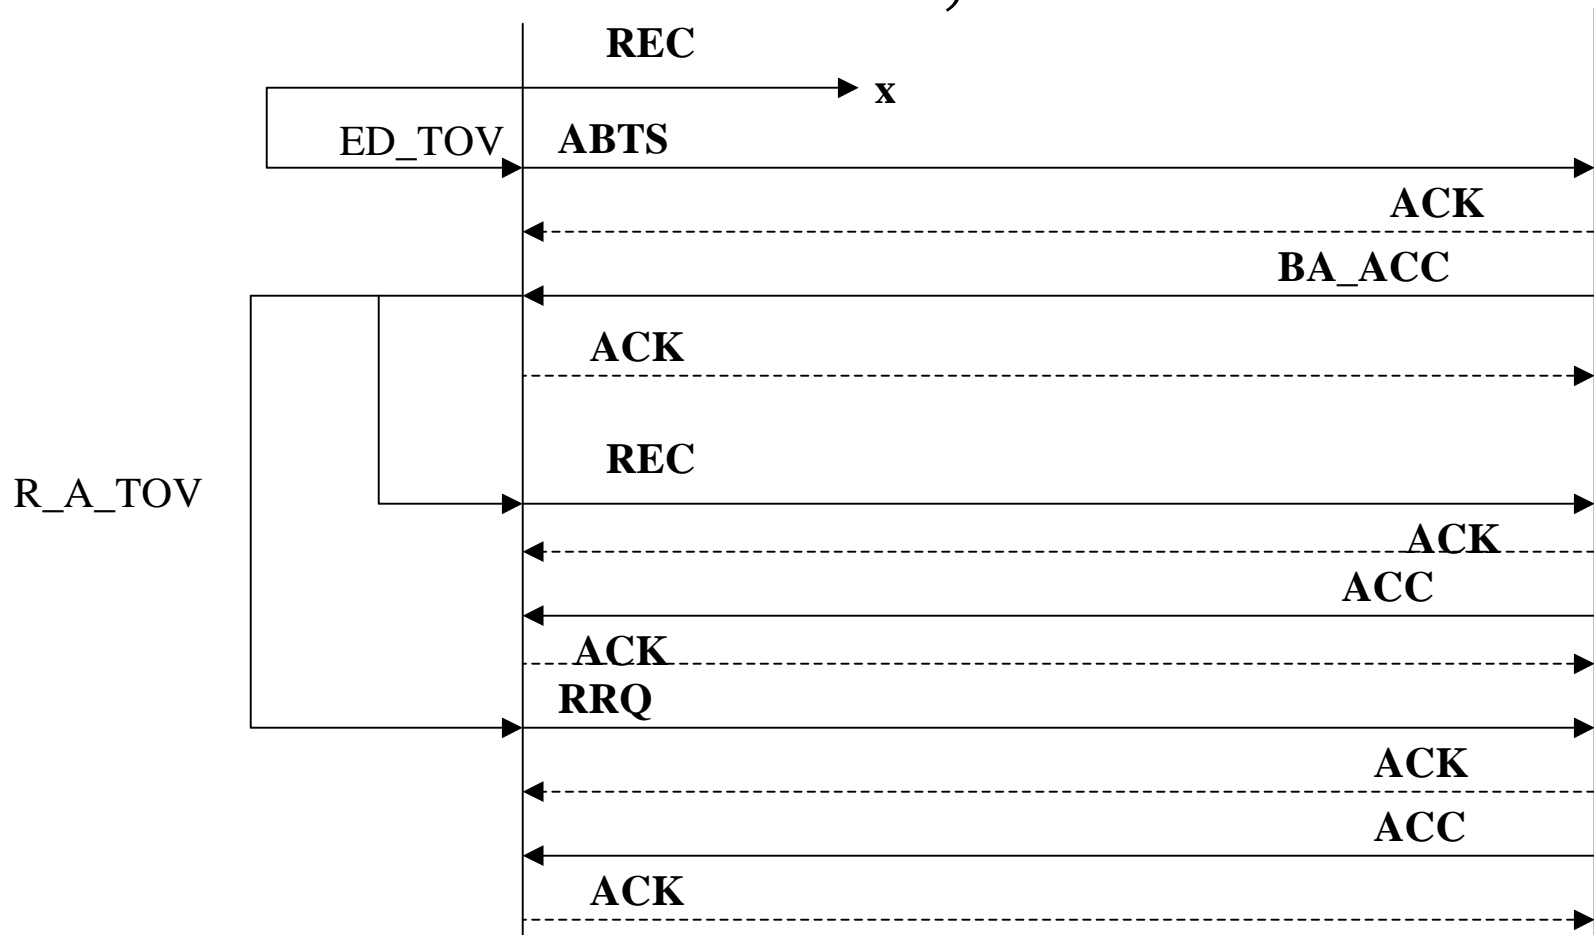 REC
x
ED_TOV ABTS
ACK
BA_ACC
ACK
REC
R_A_TOV
ACK
ACC
ACK
RRQ
ACK
ACC
ACK